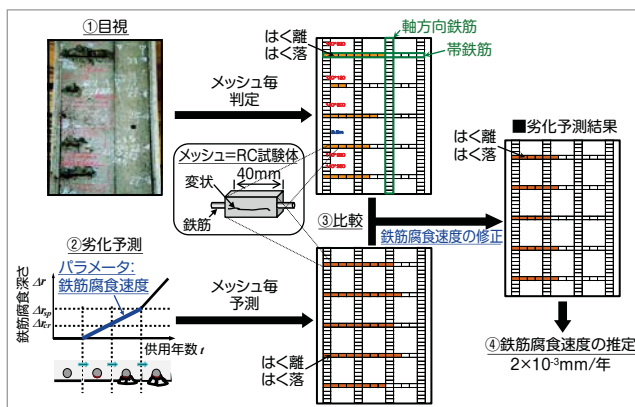 ①目視
はく離
はく落
軸方向鉄筋
帯鉄筋
メッシュ毎
判定
メッシュ=RC試験体
40mm
変状
鉄筋
■劣化予測結果
はく離
はく落
③比較
鉄筋腐食速度の修正
②劣化予測
鉄筋腐食深さ
Δr
パラメータ:
鉄筋腐食速度
Δrsp
Δrcr
供用年数 t
メッシュ毎
予測
はく離
はく落
④鉄筋腐食速度の推定
2×10-3mm/年